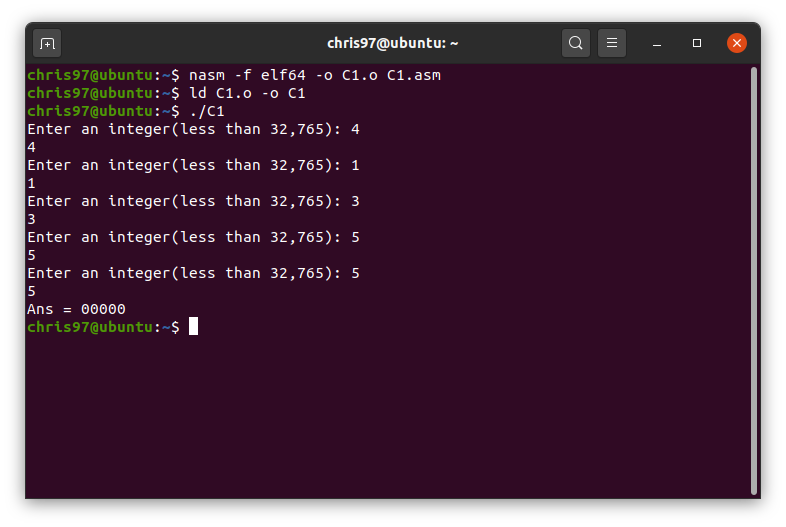 chris97@ubuntu: ~
chris97@ubuntu:~$ nasm -f elf64 -o C1.o C1.asm
chris97@ubuntu:~$ ld C1.o -o C1
chris97@ubuntu:~$ ./C1
Enter an integer(less than 32,765): 4
4
Enter an integer(less than 32,765): 1
1
Enter an integer(less than 32,765): 3
3
Enter an integer(less than 32,765): 5
5
Enter an integer(less than 32,765): 5
5
Ans = 00000
chris97@ubuntu:~$